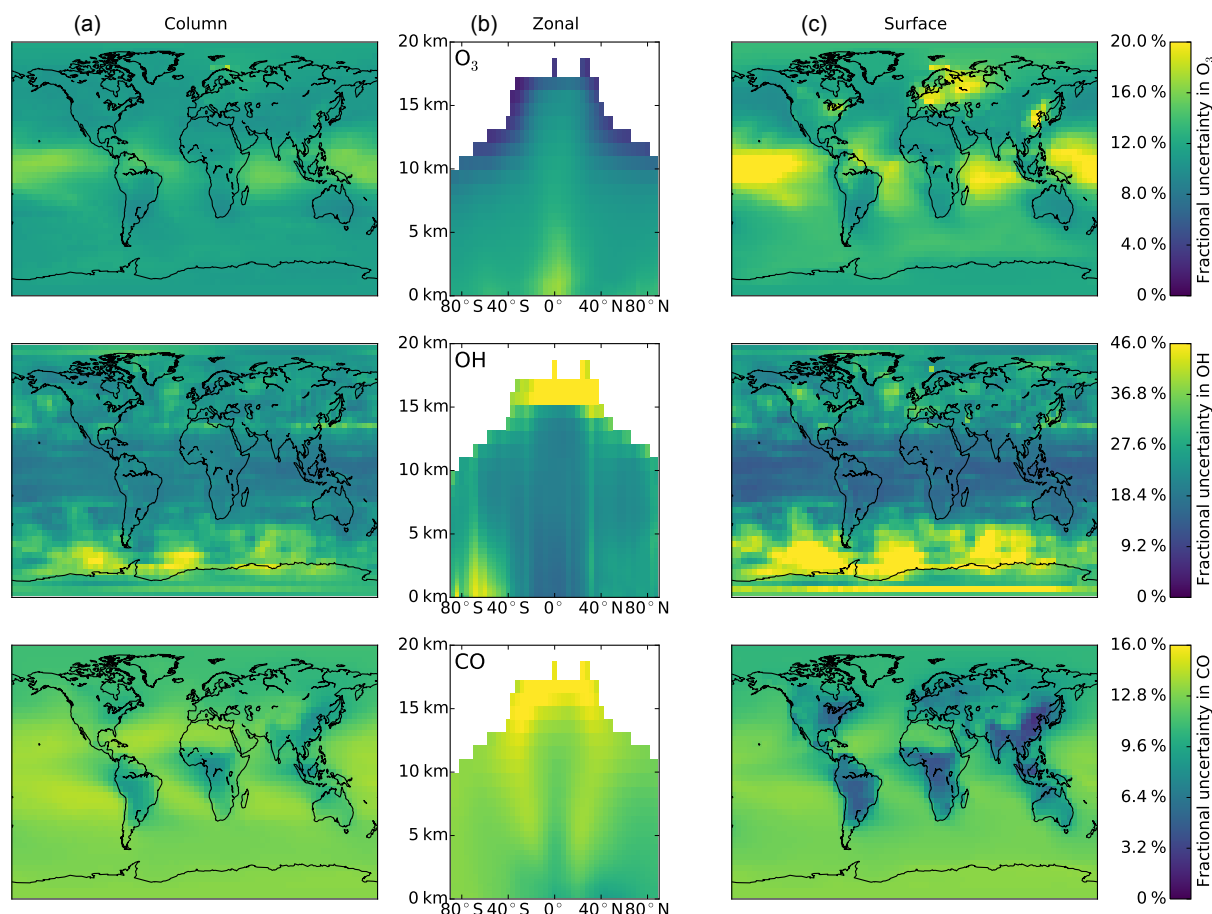 (a) Column (b) Zonal (c) Surface
20 km
15 km
10 km
5 km
0 km
O₃
80° S 40° S 0° 40° N 80° N
20.0 %
16.0 %
12.0 %
8.0 %
4.0 %
0 %
Fractional uncertainty in O₃
20 km
15 km
10 km
5 km
0 km
OH
80° S 40° S 0° 40° N 80° N
46.0 %
36.8 %
27.6 %
18.4 %
9.2 %
0 %
Fractional uncertainty in OH
20 km
15 km
10 km
5 km
0 km
CO
80° S 40° S 0° 40° N 80° N
16.0 %
12.8 %
9.6 %
6.4 %
3.2 %
0 %
Fractional uncertainty in CO